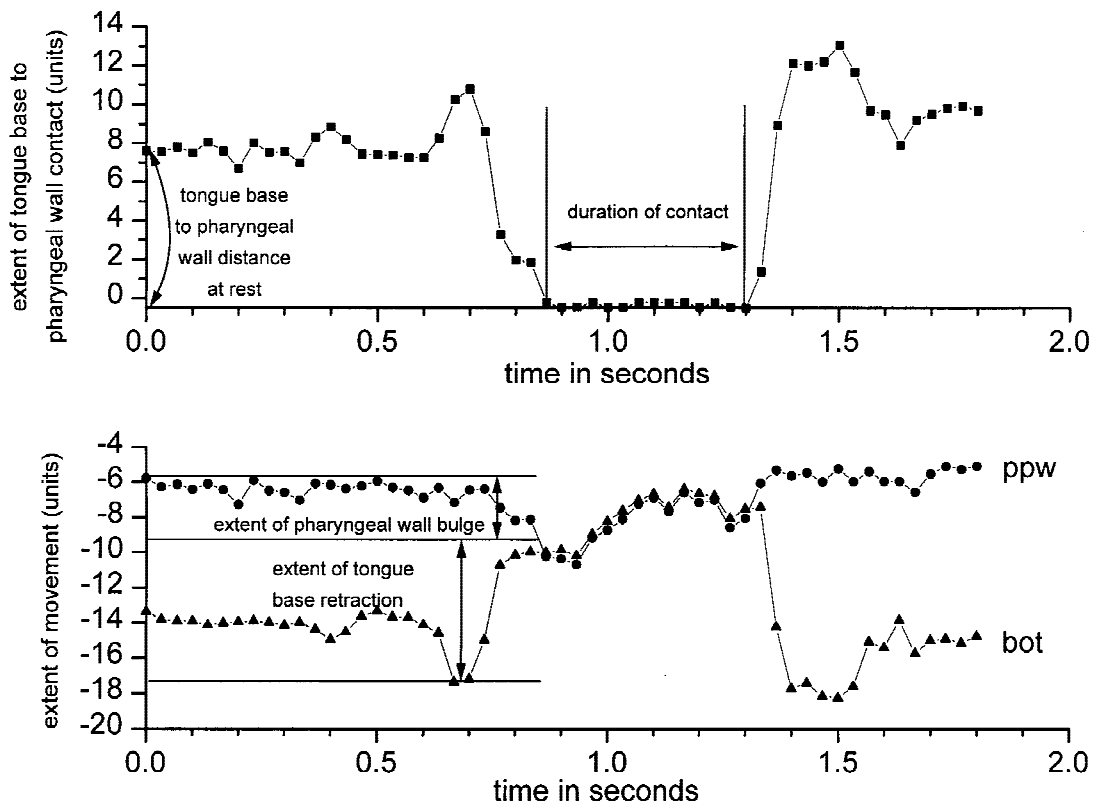 extent of tongue base to
pharyngeal wall contact (units)
14
12
10
8
6
4
2
0
tongue base
to pharyngeal
wall distance
at rest
duration of contact
0.0 0.5 1.0 1.5 2.0
time in seconds
extent of movement (units)
-4
-6
-8
-10
-12
-14
-16
-18
-20
ppw
extent of pharyngeal wall bulge
extent of tongue
base retraction
bot
0.0 0.5 1.0 1.5 2.0
time in seconds